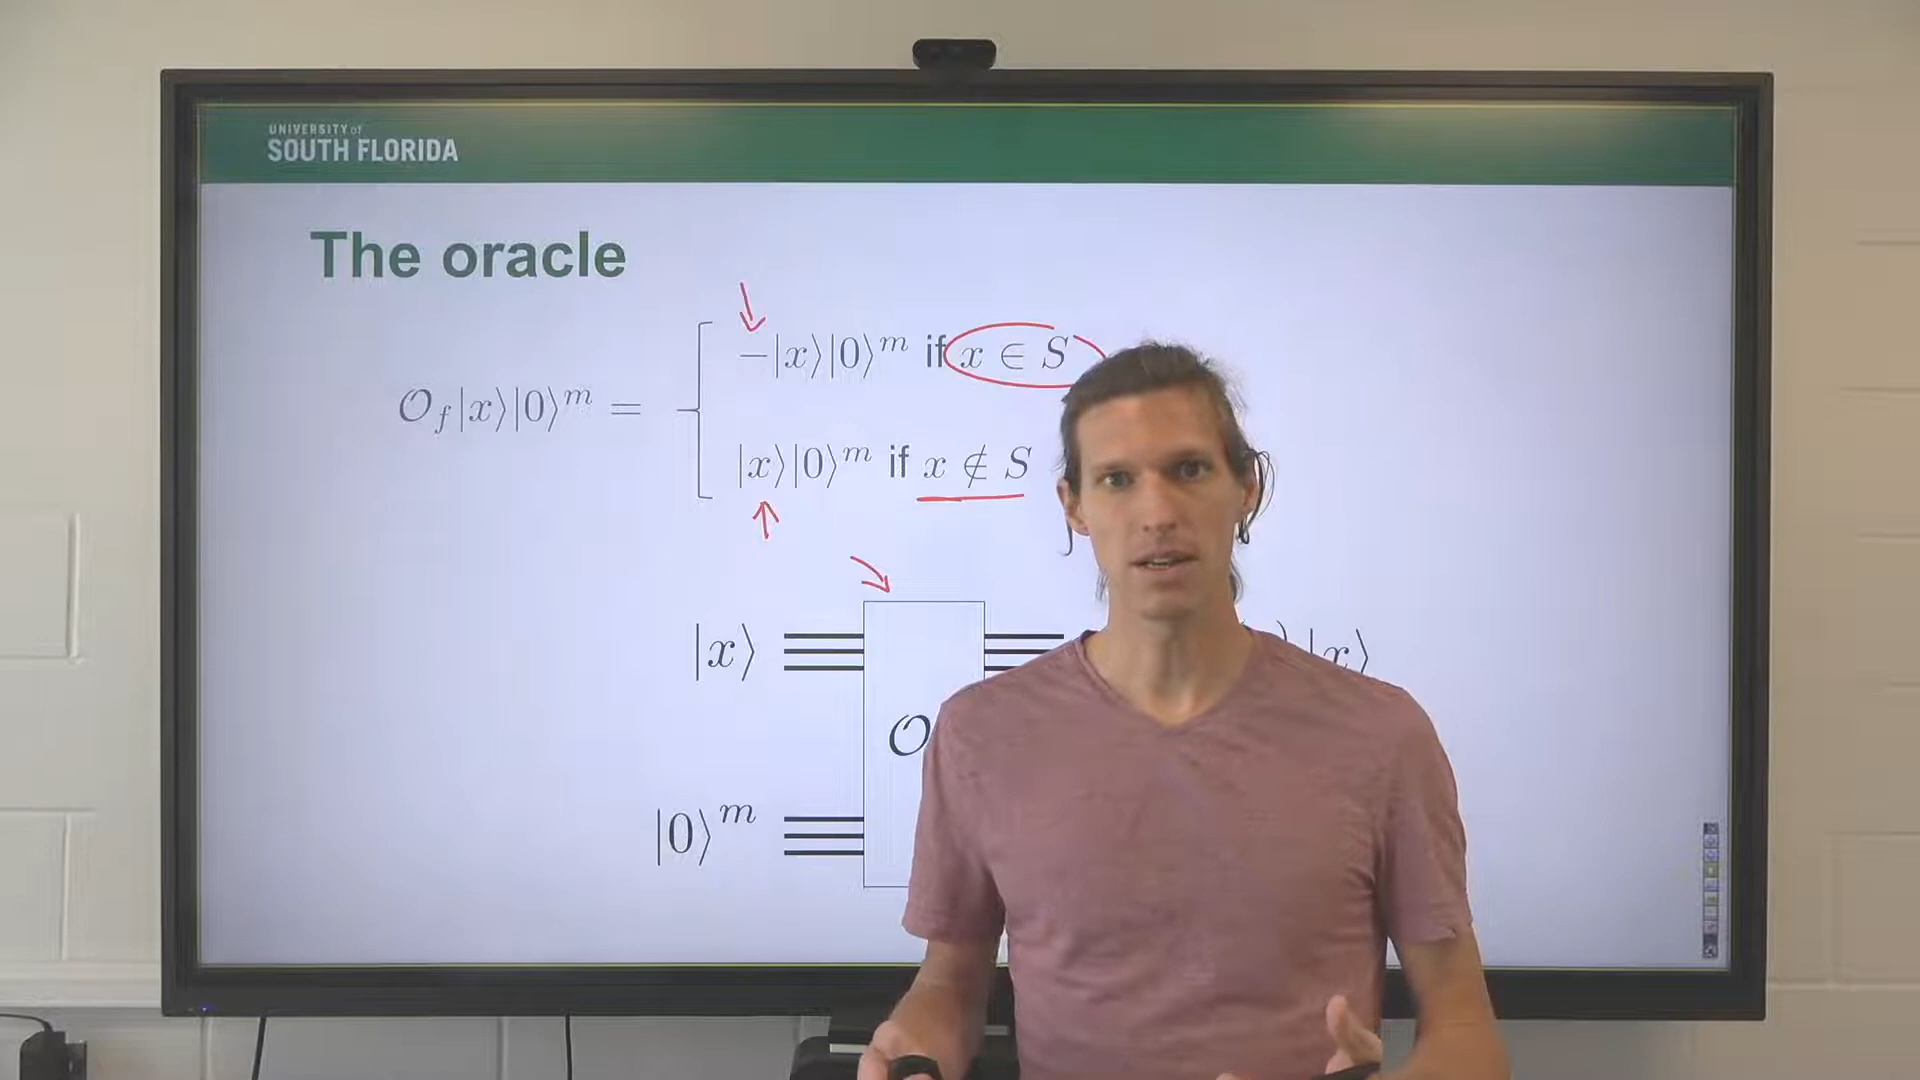 UNIVERSITY of
SOUTH FLORIDA
The oracle
−|x⟩|0⟩ᵐ if x ∈ S
𝒪_f|x⟩|0⟩ᵐ =
|x⟩|0⟩ᵐ if x ∉ S
|x⟩ ) |x⟩
𝒪
|0⟩ᵐ